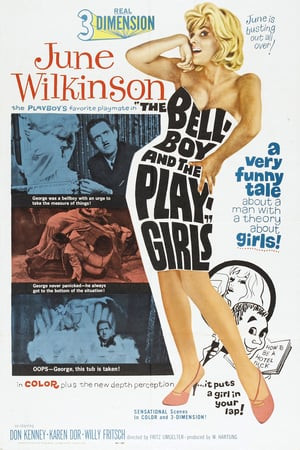 REAL
3 DIMENSION
June is
busting
out all
over!
June
Wilkinson
the PLAYBOY'S favorite playmate in "THE
BELL-
BOY
AND THE
PLAY-
GIRLS"
George was a bellboy with an urge to
take the measure of things!
George never panicked—he always
got to the bottom of the situation!
OOPS—George, this tub is taken!
a
very
funny
tale
about a man with
a theory
about
girls!
HOW TO
BE A
HOTEL
DICK
in COLOR plus the new depth perception
...it puts
a girl in
your lap!
SENSATIONAL Scenes
in COLOR and 3-DIMENSION!
DON KENNEY·KAREN DOR·WILLY FRITSCH
Directed by FRITZ UMGELTER
produced by W. HARTUNG